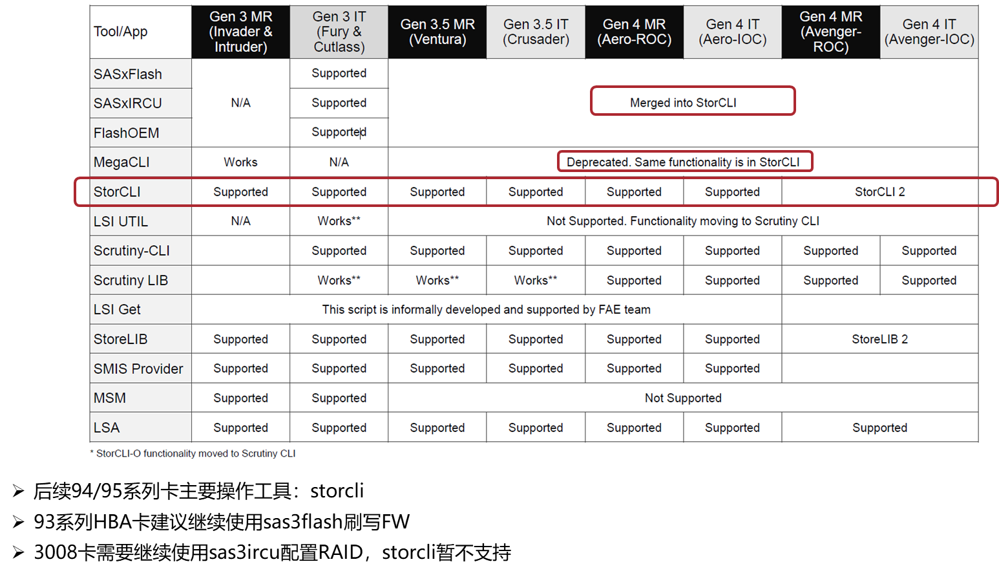 Tool/App
Gen 3 MR
(Invader &
Intruder)
Gen 3 IT
(Fury &
Cutlass)
Gen 3.5 MR
(Ventura)
Gen 3.5 IT
(Crusader)
Gen 4 MR
(Aero-ROC)
Gen 4 IT
(Aero-IOC)
Gen 4 MR
(Avenger-
ROC)
Gen 4 IT
(Avenger-IOC)
SASxFlash
Supported
SASxIRCU
N/A
Supported
Merged into StorCLI
FlashOEM
Supported
MegaCLI
Works
N/A
Deprecated. Same functionality is in StorCLI
StorCLI
Supported
Supported
Supported
Supported
Supported
Supported
StorCLI 2
LSI UTIL
N/A
Works**
Not Supported. Functionality moving to Scrutiny CLI
Scrutiny-CLI
Supported
Supported
Supported
Supported
Supported
Supported
Supported
Scrutiny LIB
Works**
Works**
Works**
Supported
Supported
Supported
Supported
LSI Get
This script is informally developed and supported by FAE team
StoreLIB
Supported
Supported
Supported
Supported
Supported
Supported
StoreLIB 2
SMIS Provider
Supported
Supported
Supported
Supported
Supported
Supported
MSM
Supported
Supported
Not Supported
LSA
Supported
Supported
Supported
Supported
Supported
Supported
Supported
* StorCLI-O functionality moved to Scrutiny CLI
➢ 后续94/95系列卡主要操作工具：storcli
➢ 93系列HBA卡建议继续使用sas3flash刷写FW
➢ 3008卡需要继续使用sas3ircu配置RAID，storcli暂不支持